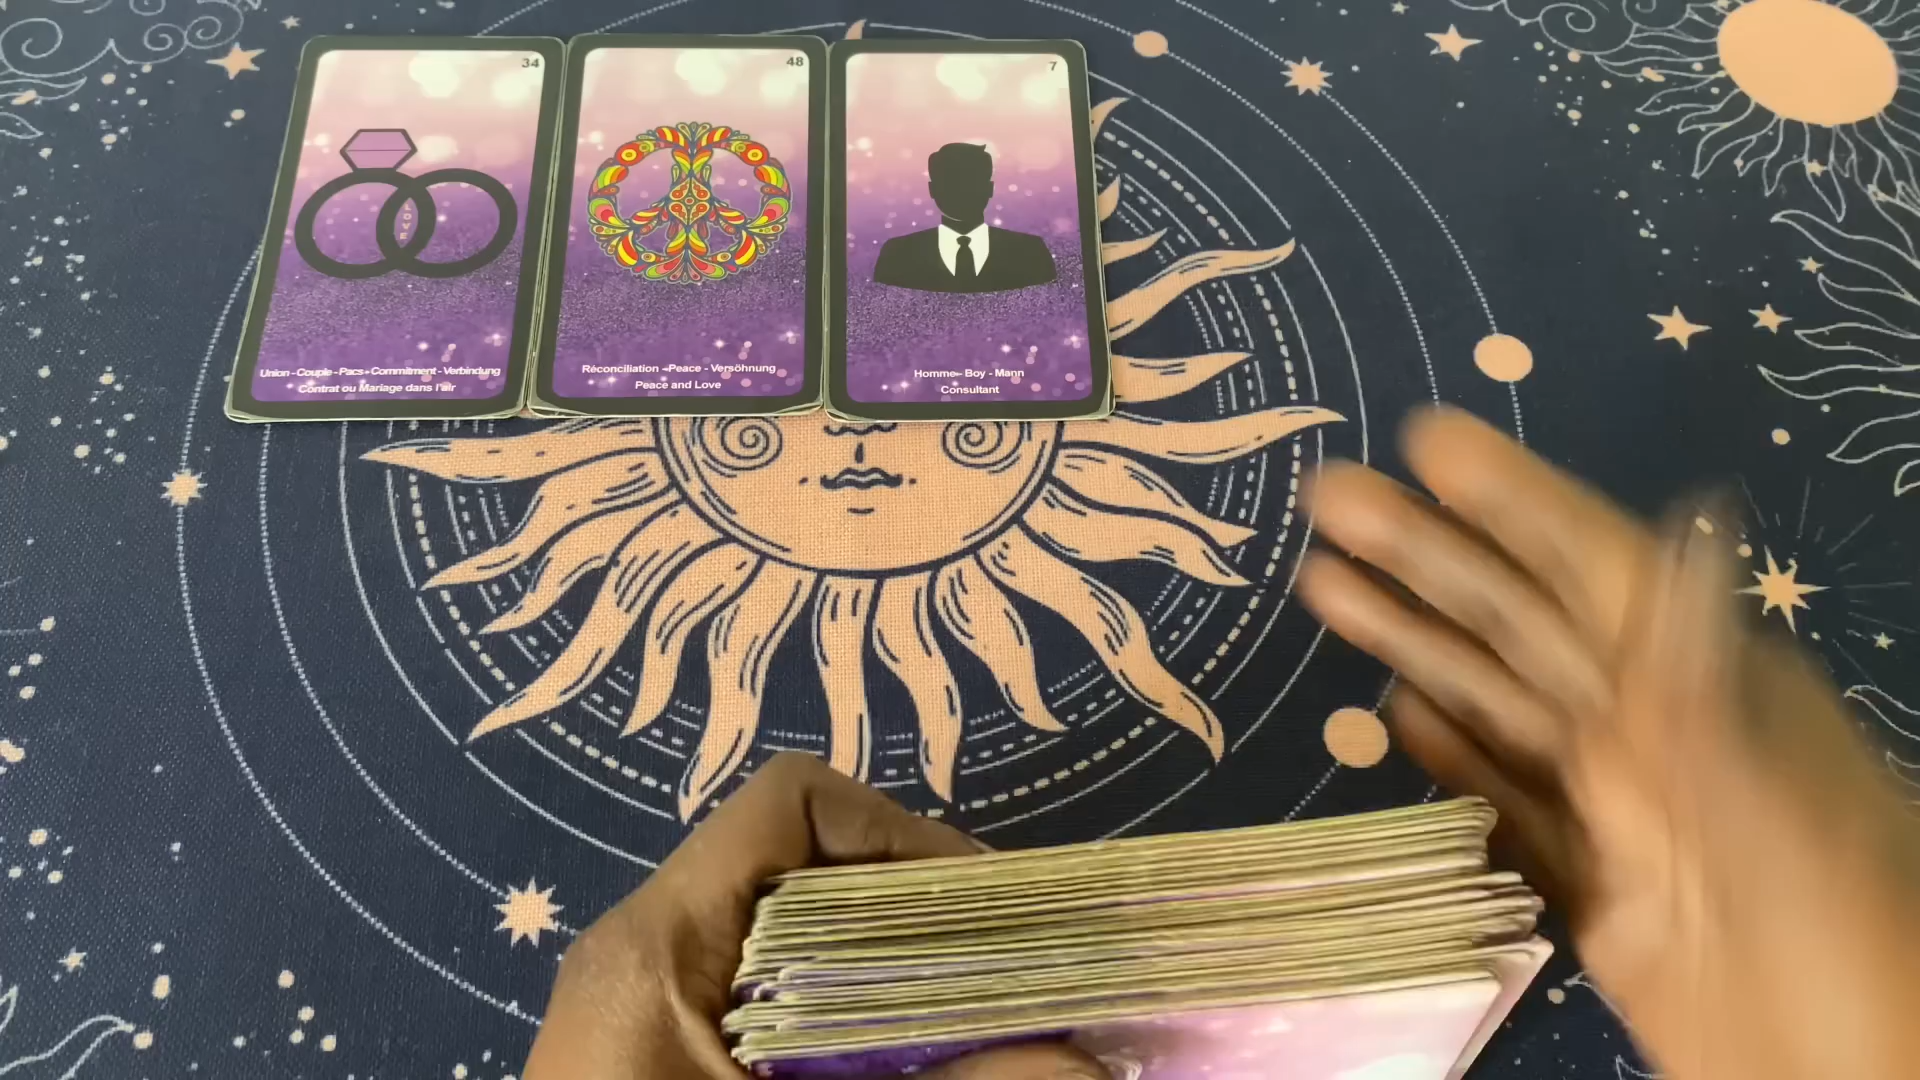 34
LOVE
Union - Couple - Pacs - Commitment - Verbindung
Contrat ou Mariage dans l'air
48
Réconciliation - Peace - Versöhnung
Peace and Love
7
Homme - Boy - Mann
Consultant